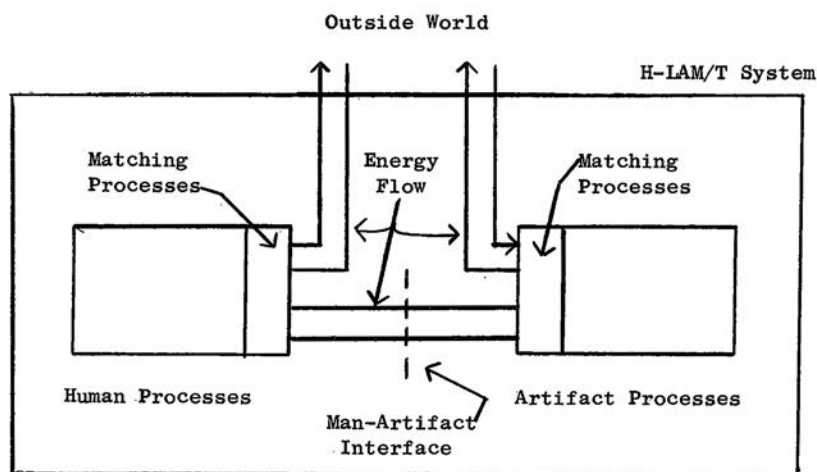 Outside World
H-LAM/T System
Matching
Processes
Energy
Flow
Matching
Processes
Human Processes
Man-Artifact
Interface
Artifact Processes